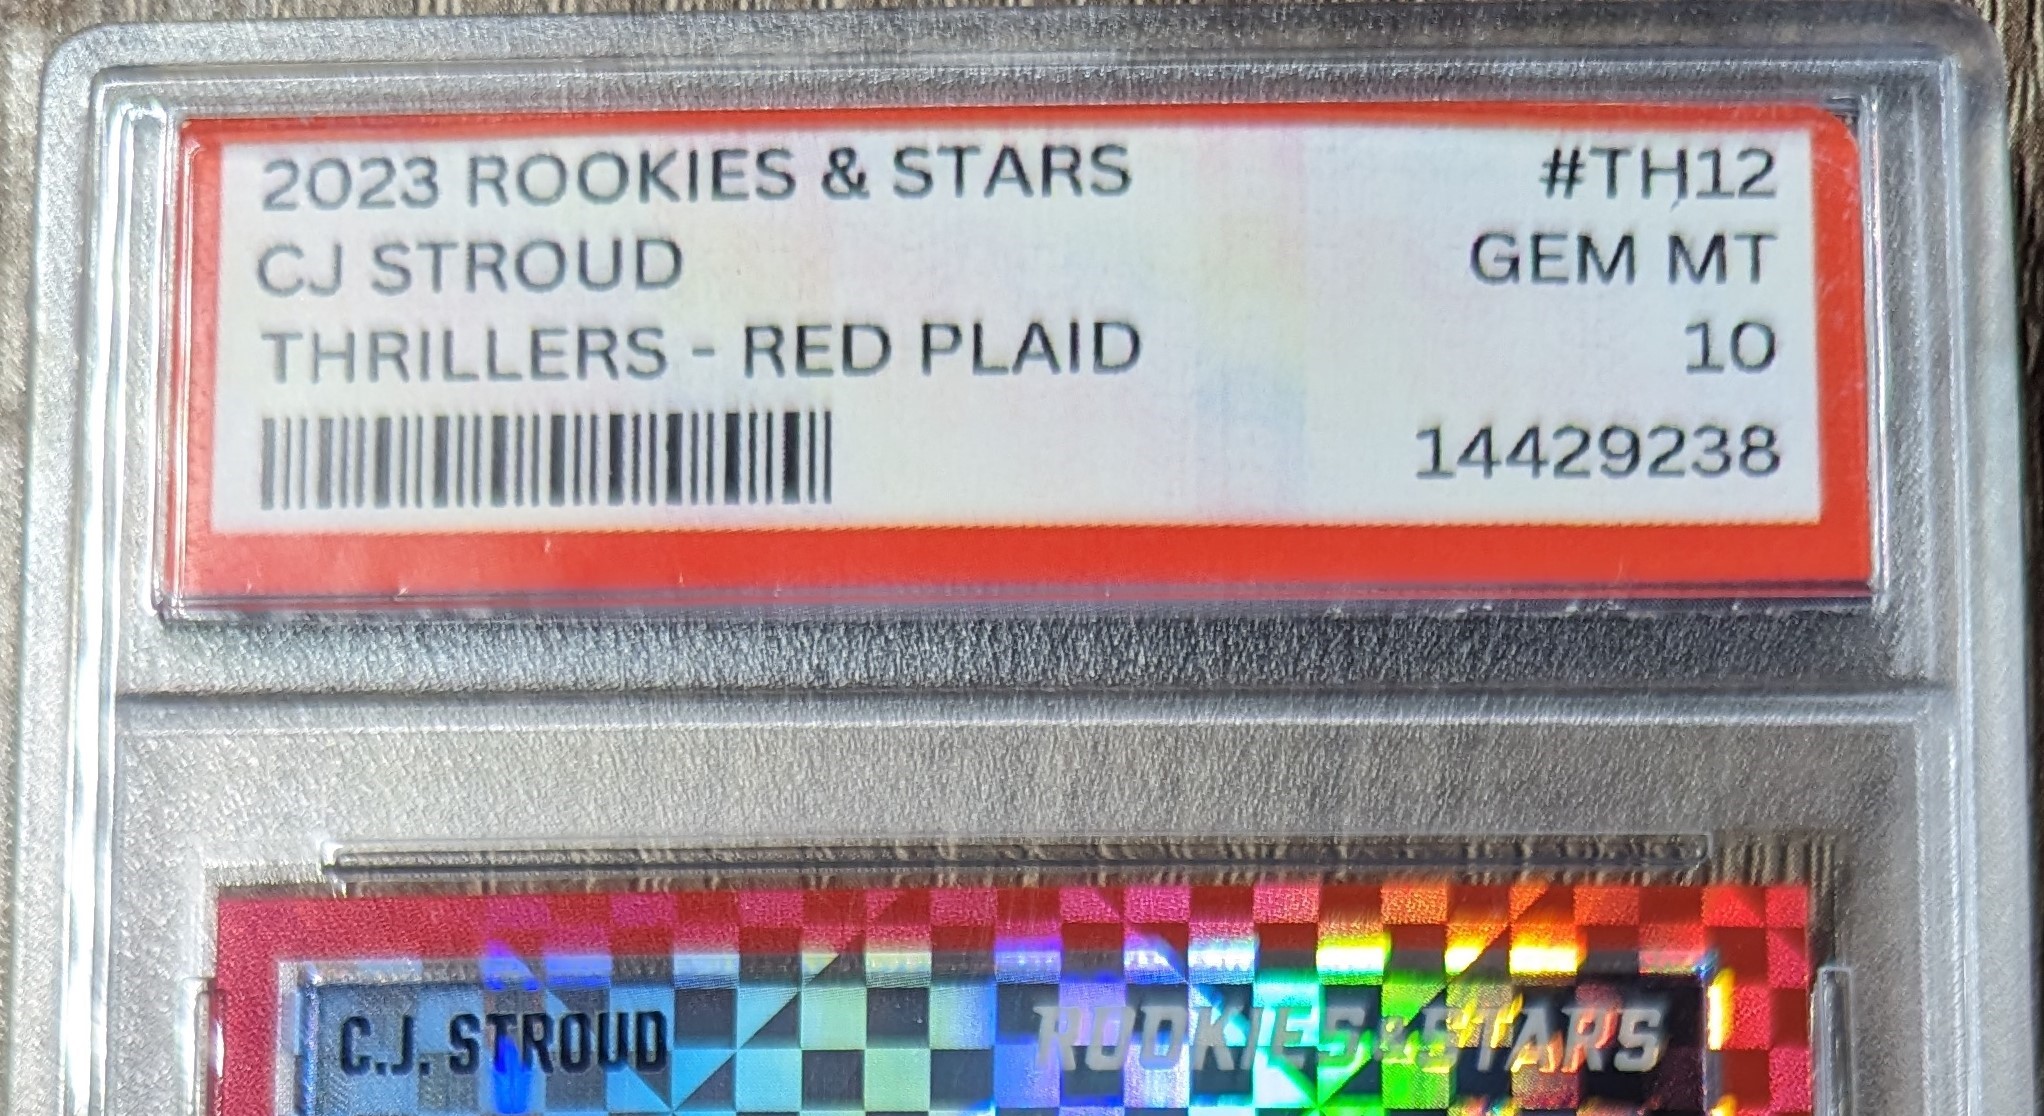 2023 ROOKIES & STARS #TH12
CJ STROUD GEM MT
THRILLERS - RED PLAID 10
14429238
C.J. STROUD ROOKIES & STARS